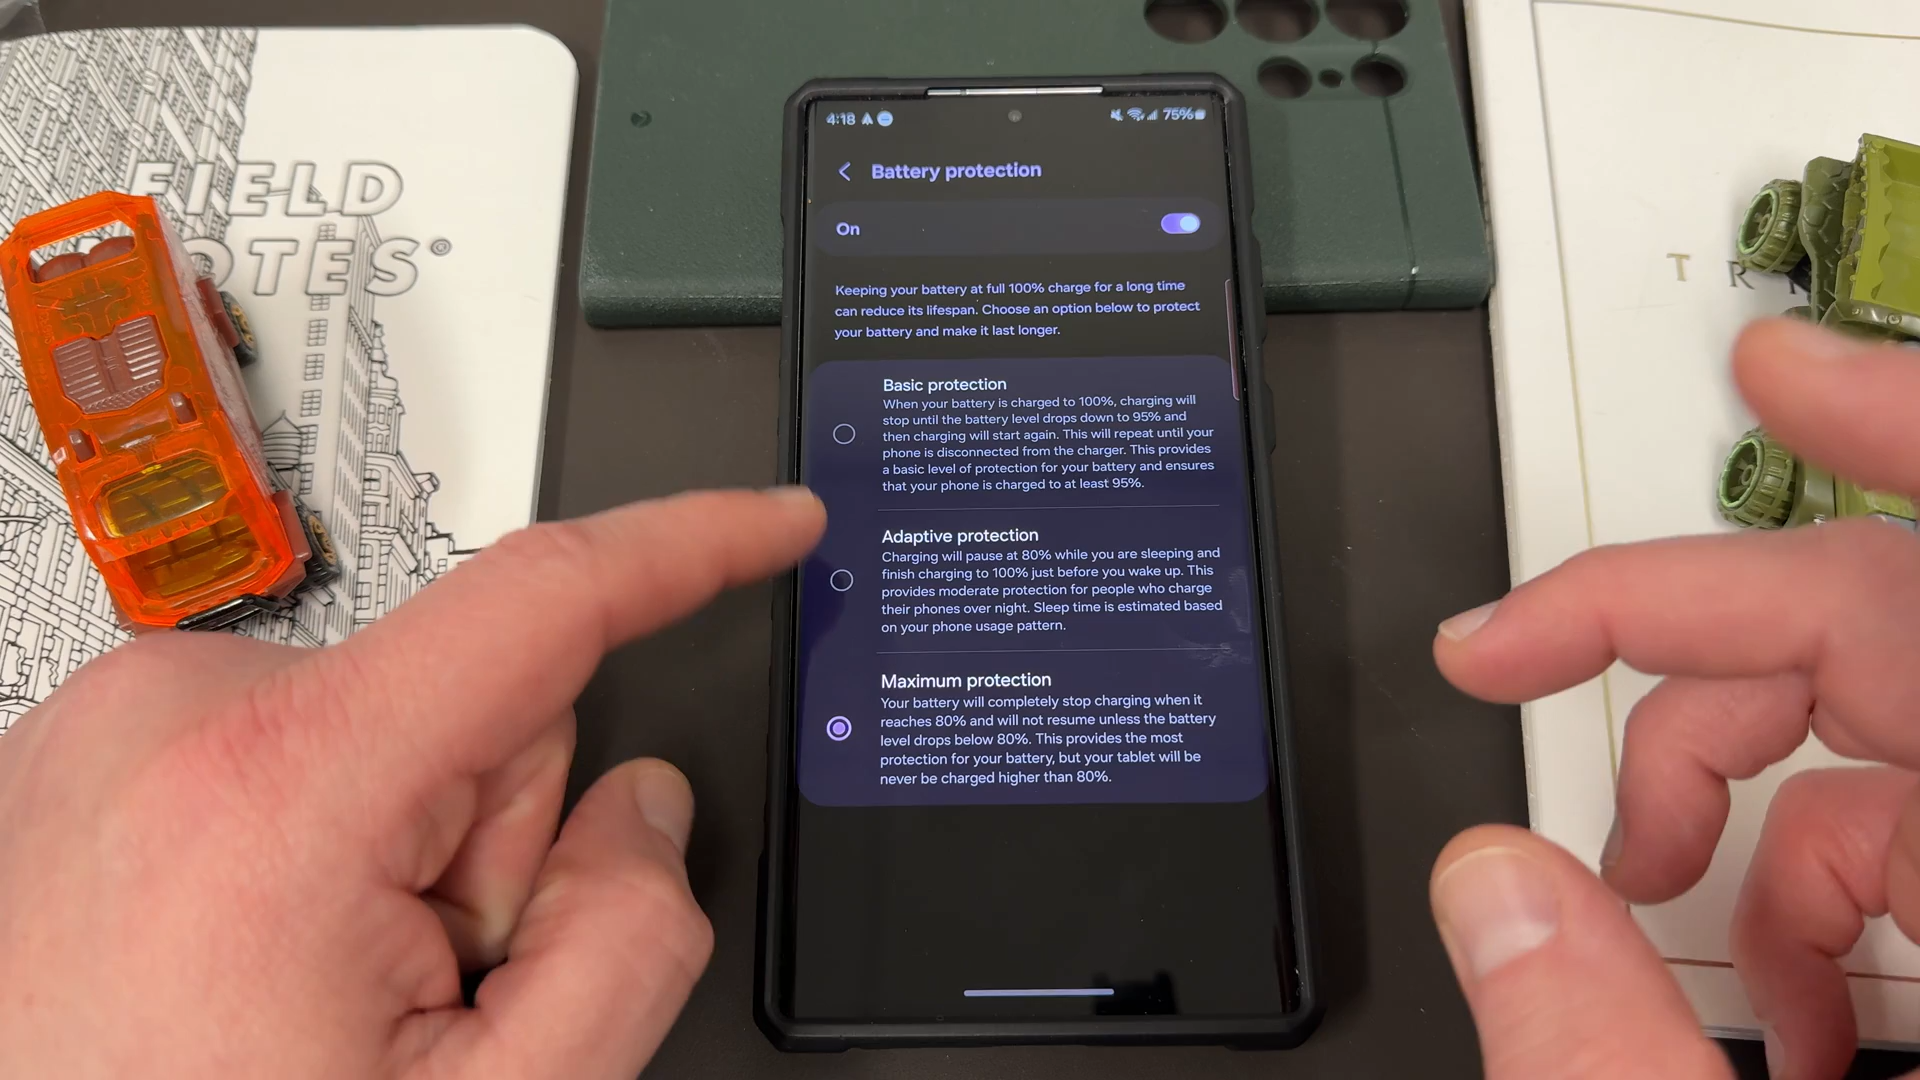 FIELD
NOTES®
4:18 75%
Battery protection
On
Keeping your battery at full 100% charge for a long time
can reduce its lifespan. Choose an option below to protect
your battery and make it last longer.
Basic protection
When your battery is charged to 100%, charging will
stop until the battery level drops down to 95% and
then charging will start again. This will repeat until your
phone is disconnected from the charger. This provides
a basic level of protection for your battery and ensures
that your phone is charged to at least 95%.
Adaptive protection
Charging will pause at 80% while you are sleeping and
finish charging to 100% just before you wake up. This
provides moderate protection for people who charge
their phones over night. Sleep time is estimated based
on your phone usage pattern.
Maximum protection
Your battery will completely stop charging when it
reaches 80% and will not resume unless the battery
level drops below 80%. This provides the most
protection for your battery, but your tablet will be
never be charged higher than 80%.